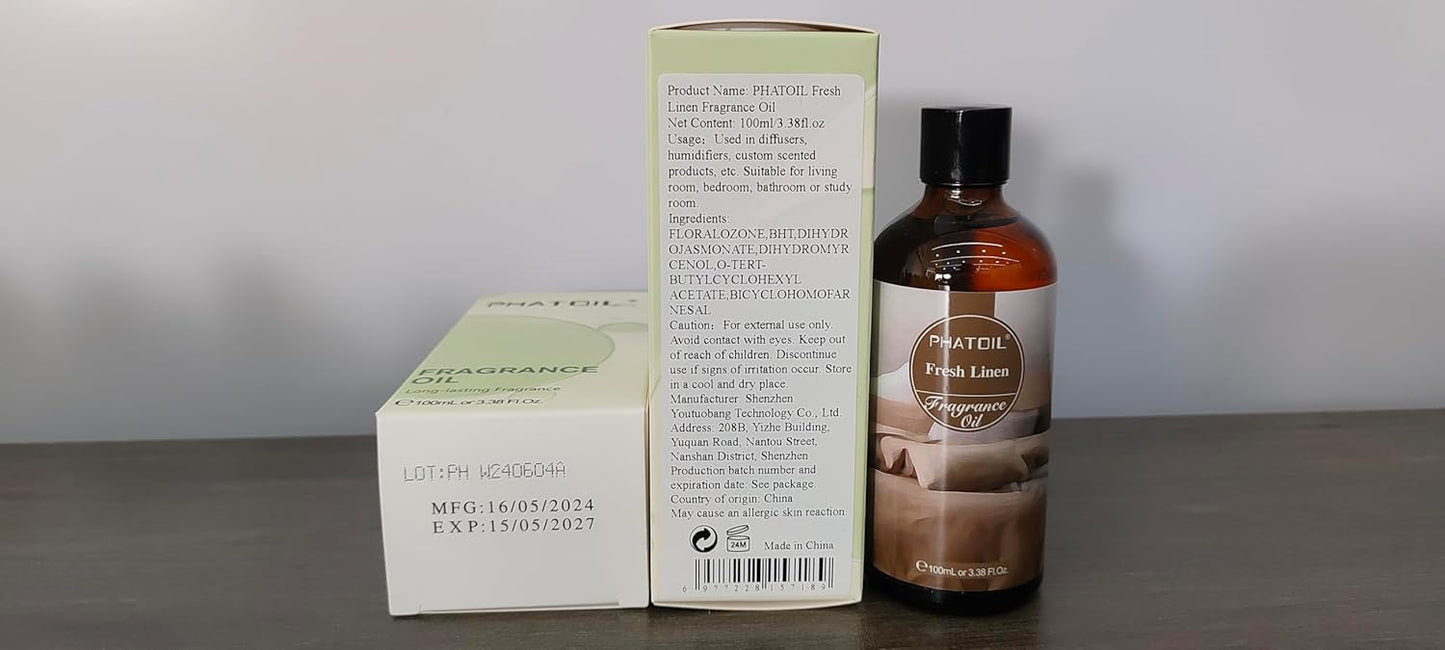 PHATOIL®
FRAGRANCE
OIL
Long-lasting Fragrance
℮100mL or 3.38 Fl.Oz.
LOT:PH W240604A
MFG:16/05/2024
EXP:15/05/2027
Product Name: PHATOIL Fresh
Linen Fragrance Oil
Net Content: 100ml/3.38fl.oz
Usage： Used in diffusers,
humidifiers, custom scented
products, etc. Suitable for living
room, bedroom, bathroom or study
room.
Ingredients:
FLORALOZONE,BHT,DIHYDR
OJASMONATE,DIHYDROMYR
CENOL,O-TERT-
BUTYLCYCLOHEXYL
ACETATE,BICYCLOHOMOFAR
NESAL
Caution： For external use only.
Avoid contact with eyes. Keep out
of reach of children. Discontinue
use if signs of irritation occur. Store
in a cool and dry place.
Manufacturer: Shenzhen
Youtuobang Technology Co., Ltd.
Address: 208B, Yizhe Building,
Yuquan Road, Nantou Street,
Nanshan District, Shenzhen
Production batch number and
expiration date: See package
Country of origin: China
May cause an allergic skin reaction.
24M
Made in China
6 977228 157189
PHATOIL®
Fresh Linen
Fragrance
Oil
℮100mL or 3.38 Fl.Oz.